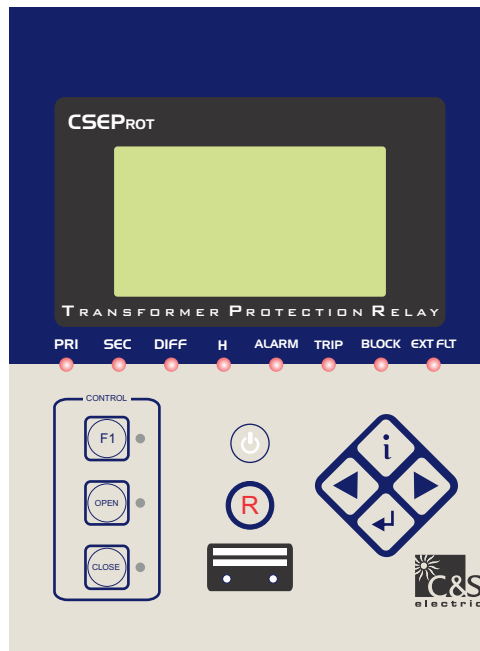 CSEPROT
TRANSFORMER PROTECTION RELAY
PRI SEC DIFF H ALARM TRIP BLOCK EXT FLT
CONTROL
F1
i
OPEN
R
CLOSE
C&S
electric